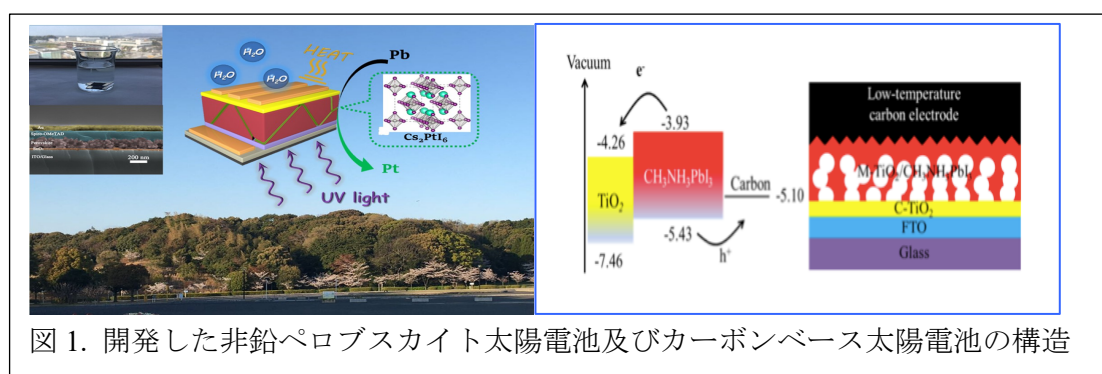 H₂O
H₂O
H₂O
HEAT
Pb
Cs₂PtI₆
Pt
UV light
Au
Spiro-OMeTAD
Perovskite
ITO/Glass
200 nm
Vacuum
e⁻
-3.93
-4.26
TiO₂
CH₃NH₃PbI₃
Carbon
-5.10
-5.43
h⁺
-7.46
Low-temperature
carbon electrode
M-TiO₂/CH₃NH₃PbI₃
C-TiO₂
FTO
Glass
図 1. 開発した非鉛ペロブスカイト太陽電池及びカーボンベース太陽電池の構造